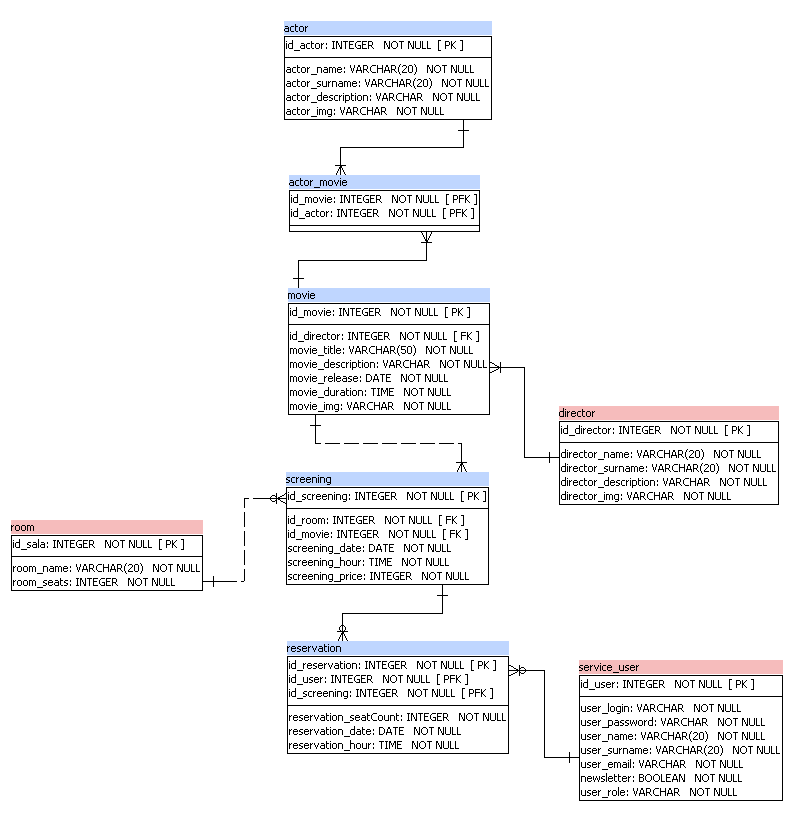 actor
id_actor: INTEGER NOT NULL [ PK ]
actor_name: VARCHAR(20) NOT NULL
actor_surname: VARCHAR(20) NOT NULL
actor_description: VARCHAR NOT NULL
actor_img: VARCHAR NOT NULL
actor_movie
id_movie: INTEGER NOT NULL [ PFK ]
id_actor: INTEGER NOT NULL [ PFK ]
movie
id_movie: INTEGER NOT NULL [ PK ]
id_director: INTEGER NOT NULL [ FK ]
movie_title: VARCHAR(50) NOT NULL
movie_description: VARCHAR NOT NULL
movie_release: DATE NOT NULL
movie_duration: TIME NOT NULL
movie_img: VARCHAR NOT NULL
director
id_director: INTEGER NOT NULL [ PK ]
director_name: VARCHAR(20) NOT NULL
director_surname: VARCHAR(20) NOT NULL
director_description: VARCHAR NOT NULL
director_img: VARCHAR NOT NULL
screening
id_screening: INTEGER NOT NULL [ PK ]
id_room: INTEGER NOT NULL [ FK ]
id_movie: INTEGER NOT NULL [ FK ]
screening_date: DATE NOT NULL
screening_hour: TIME NOT NULL
screening_price: INTEGER NOT NULL
room
id_sala: INTEGER NOT NULL [ PK ]
room_name: VARCHAR(20) NOT NULL
room_seats: INTEGER NOT NULL
reservation
id_reservation: INTEGER NOT NULL [ PK ]
id_user: INTEGER NOT NULL [ PFK ]
id_screening: INTEGER NOT NULL [ PFK ]
reservation_seatCount: INTEGER NOT NULL
reservation_date: DATE NOT NULL
reservation_hour: TIME NOT NULL
service_user
id_user: INTEGER NOT NULL [ PK ]
user_login: VARCHAR NOT NULL
user_password: VARCHAR NOT NULL
user_name: VARCHAR(20) NOT NULL
user_surname: VARCHAR(20) NOT NULL
user_email: VARCHAR NOT NULL
newsletter: BOOLEAN NOT NULL
user_role: VARCHAR NOT NULL